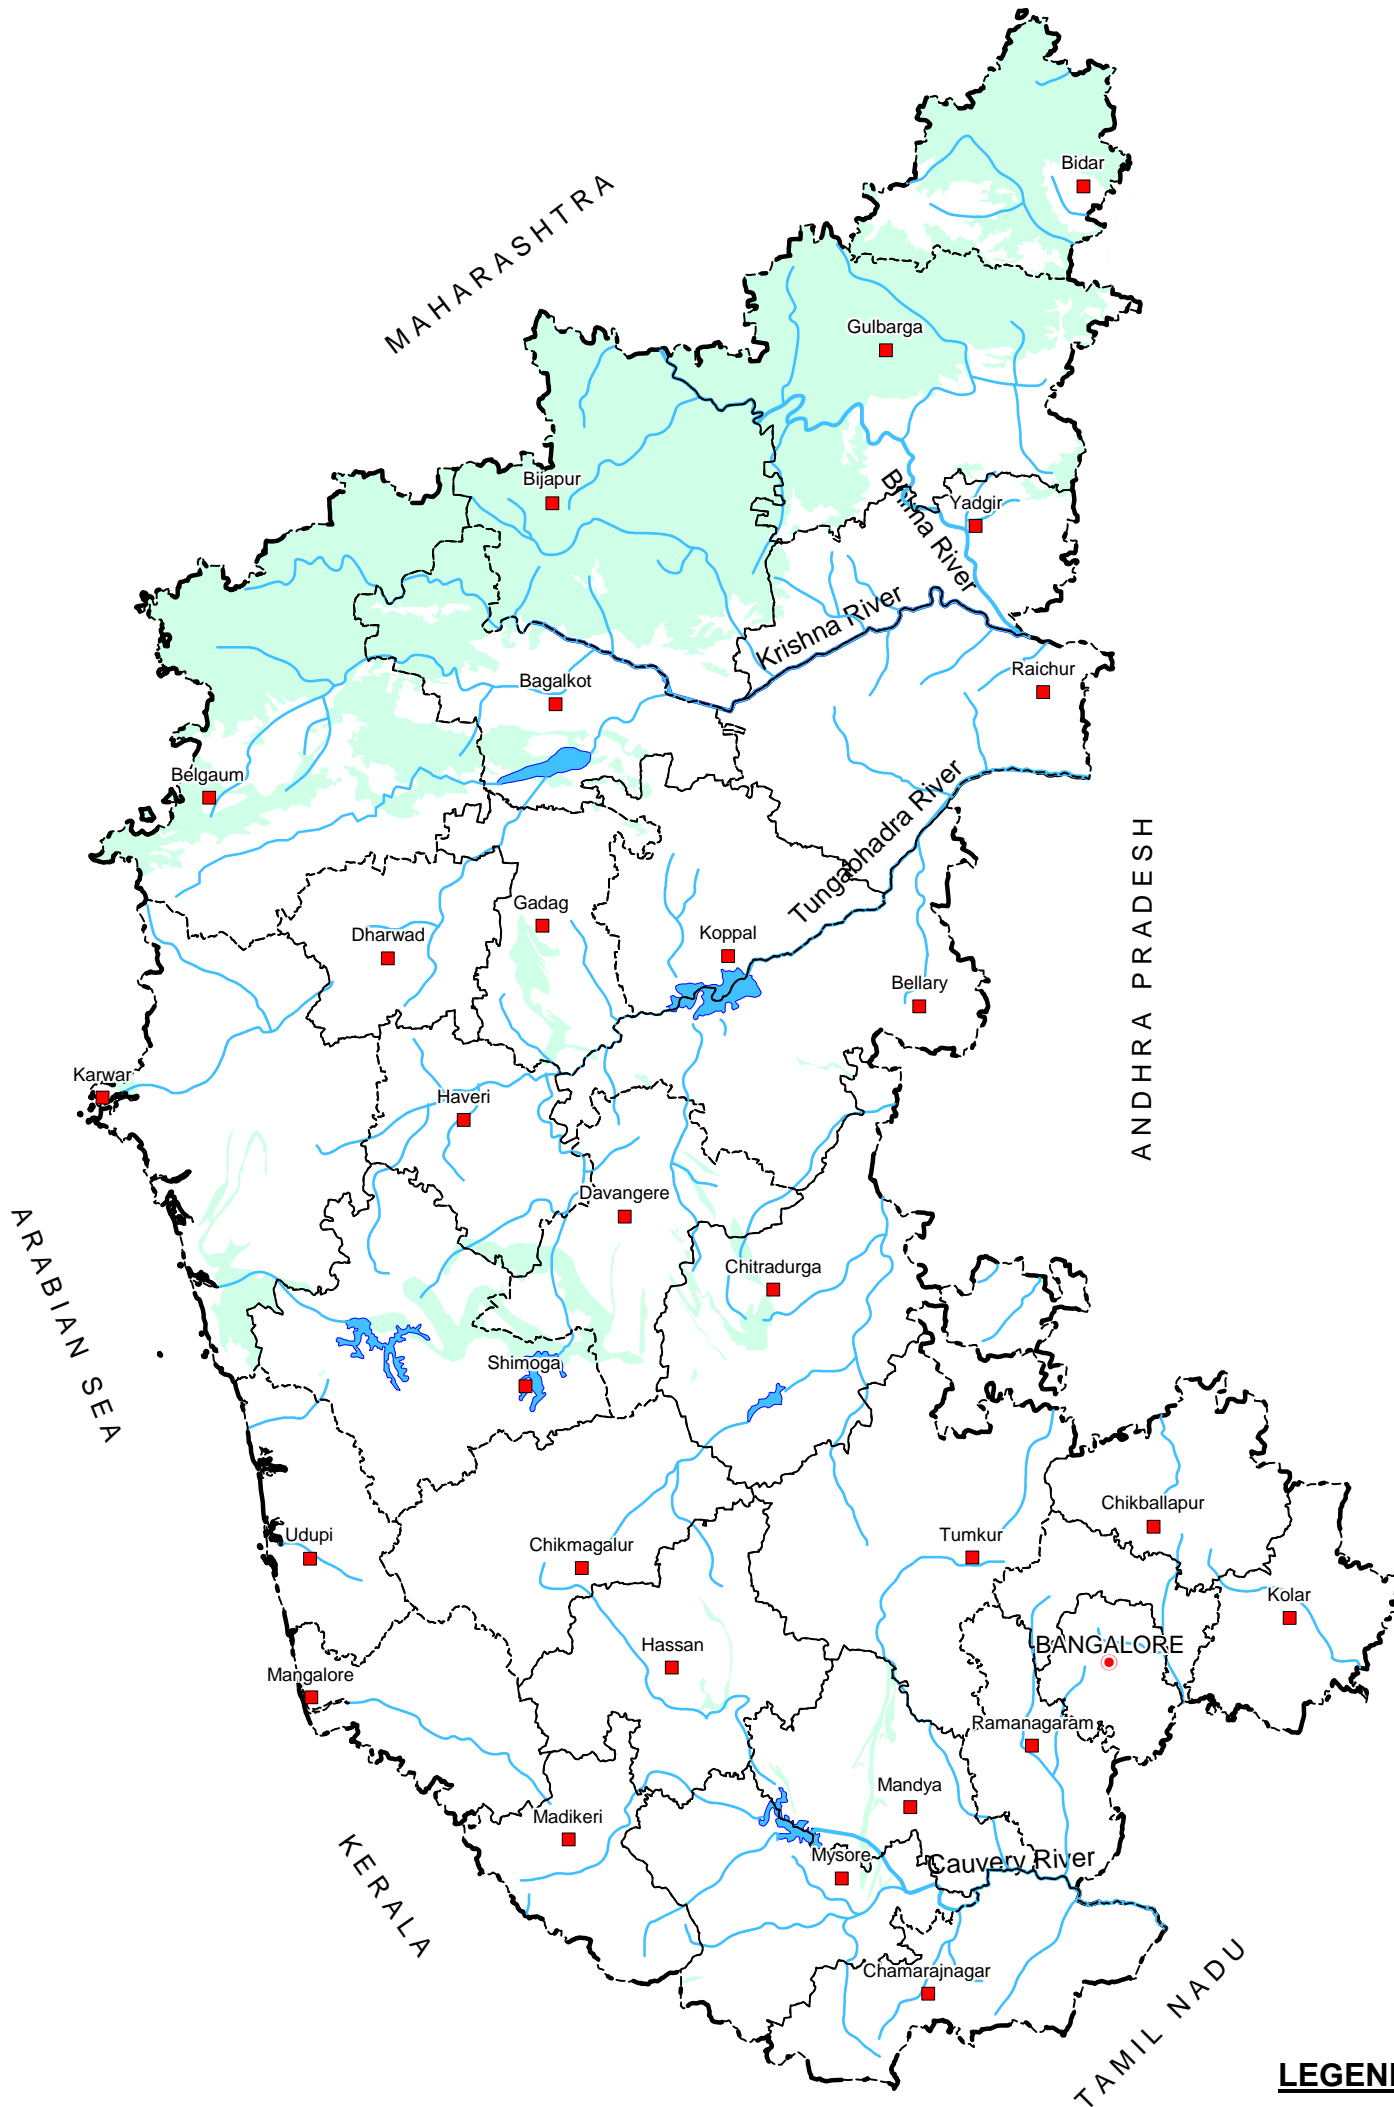 Bidar
MAHARASHTRA
Gulbarga
Bijapur
Yadgir
Bhima River
Krishna River
Raichur
Bagalkot
Belgaum
Tungabhadra River
ANDHRA PRADESH
Gadag
Dharwad
Koppal
Bellary
Karwar
Haveri
Davangere
ARABIAN SEA
Chitradurga
Shimoga
Chikballapur
Udupi
Chikmagalur
Tumkur
Kolar
Hassan
BANGALORE
Mangalore
Ramanagaram
Mandya
Madikeri
Mysore
Cauvery River
KERALA
Chamarajnagar
TAMIL NADU
LEGEN